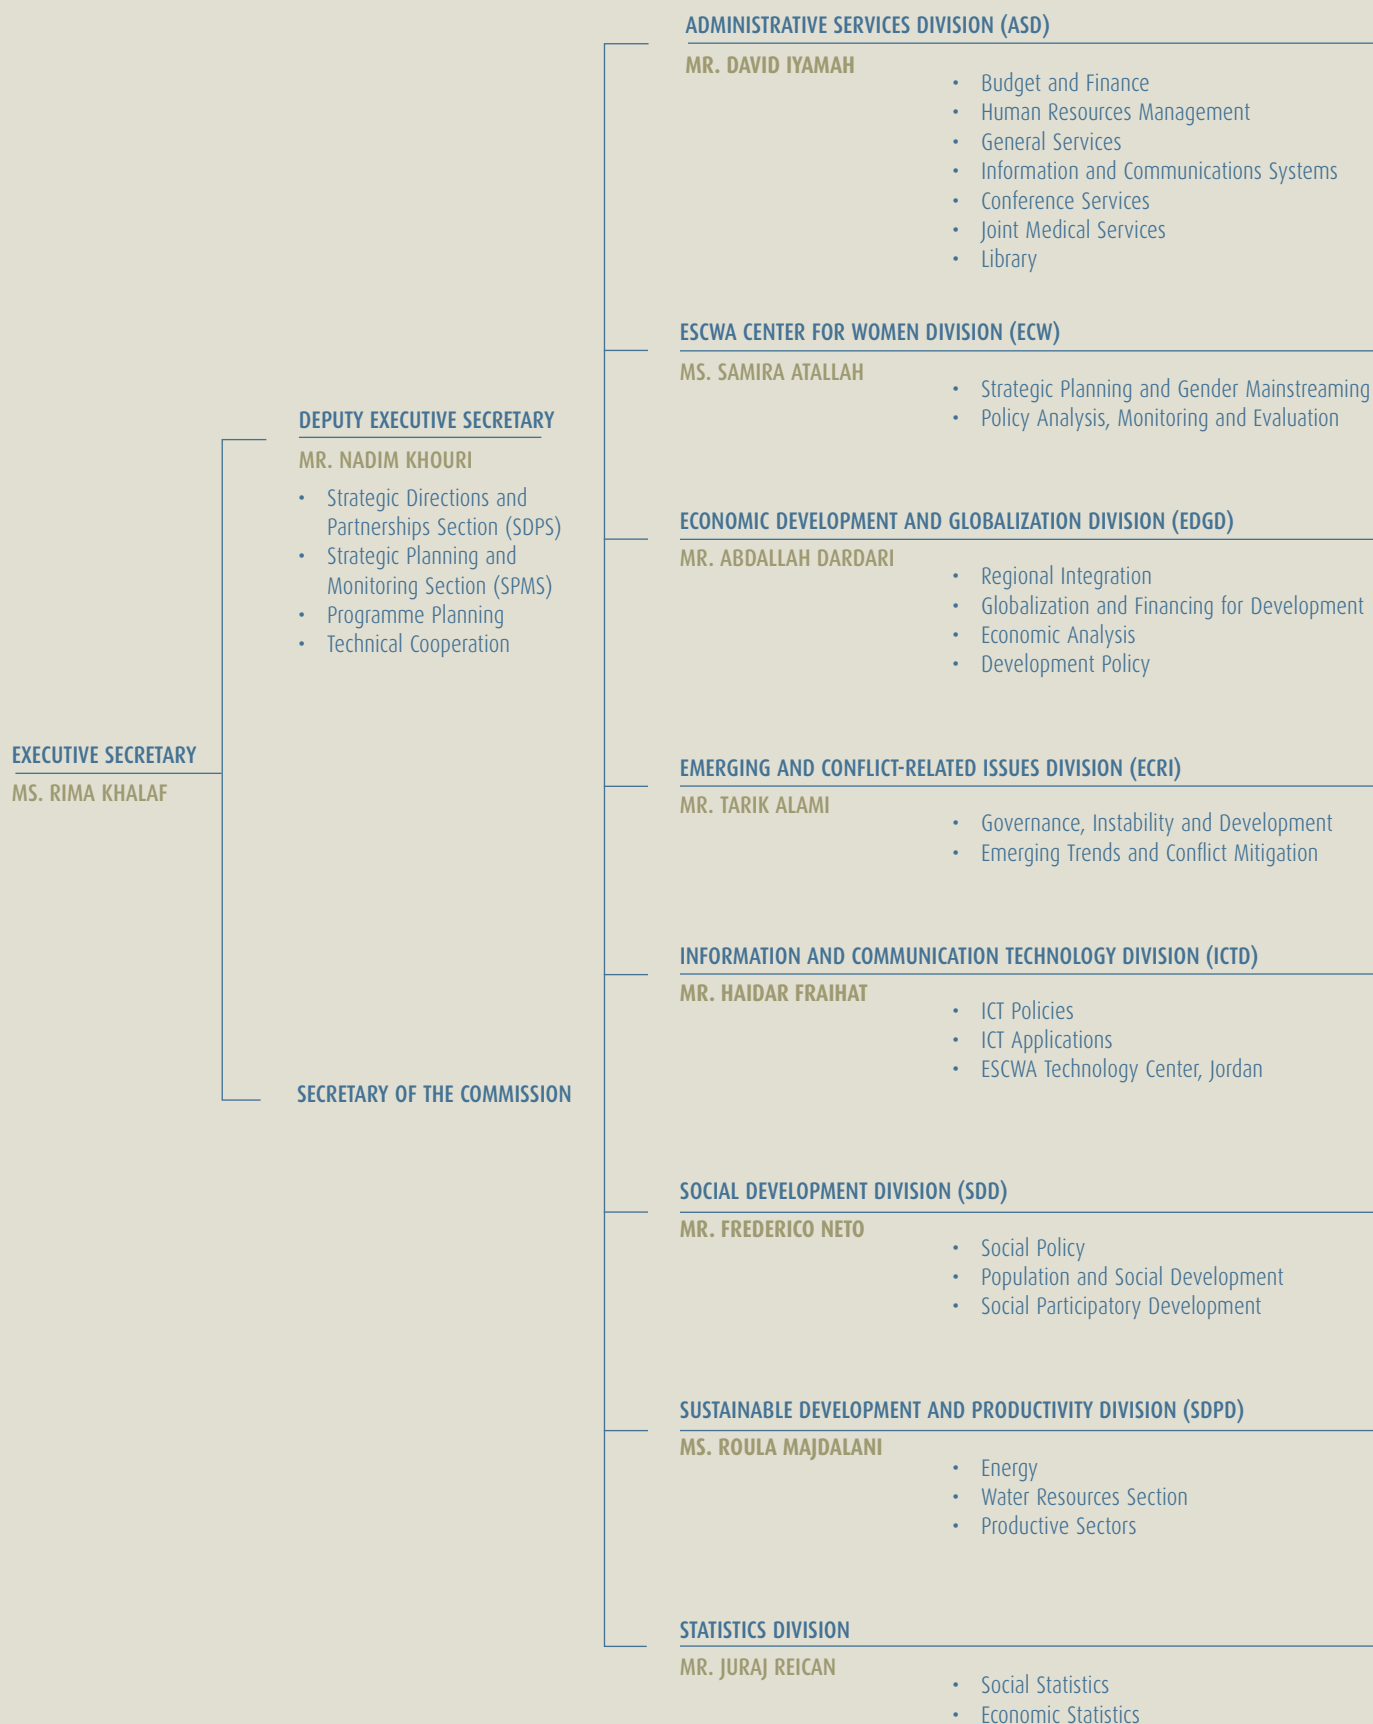 EXECUTIVE SECRETARY
MS. RIMA KHALAF
DEPUTY EXECUTIVE SECRETARY
MR. NADIM KHOURI
• Strategic Directions and
Partnerships Section (SDPS)
• Strategic Planning and
Monitoring Section (SPMS)
• Programme Planning
• Technical Cooperation
SECRETARY OF THE COMMISSION
ADMINISTRATIVE SERVICES DIVISION (ASD)
MR. DAVID IYAMAH
• Budget and Finance
• Human Resources Management
• General Services
• Information and Communications Systems
• Conference Services
• Joint Medical Services
• Library
ESCWA CENTER FOR WOMEN DIVISION (ECW)
MS. SAMIRA ATALLAH
• Strategic Planning and Gender Mainstreaming
• Policy Analysis, Monitoring and Evaluation
ECONOMIC DEVELOPMENT AND GLOBALIZATION DIVISION (EDGD)
MR. ABDALLAH DARDARI
• Regional Integration
• Globalization and Financing for Development
• Economic Analysis
• Development Policy
EMERGING AND CONFLICT-RELATED ISSUES DIVISION (ECRI)
MR. TARIK ALAMI
• Governance, Instability and Development
• Emerging Trends and Conflict Mitigation
INFORMATION AND COMMUNICATION TECHNOLOGY DIVISION (ICTD)
MR. HAIDAR FRAIHAT
• ICT Policies
• ICT Applications
• ESCWA Technology Center, Jordan
SOCIAL DEVELOPMENT DIVISION (SDD)
MR. FREDERICO NETO
• Social Policy
• Population and Social Development
• Social Participatory Development
SUSTAINABLE DEVELOPMENT AND PRODUCTIVITY DIVISION (SDPD)
MS. ROULA MAJDALANI
• Energy
• Water Resources Section
• Productive Sectors
STATISTICS DIVISION
MR. JURAJ REICAN
• Social Statistics
• Economic Statistics